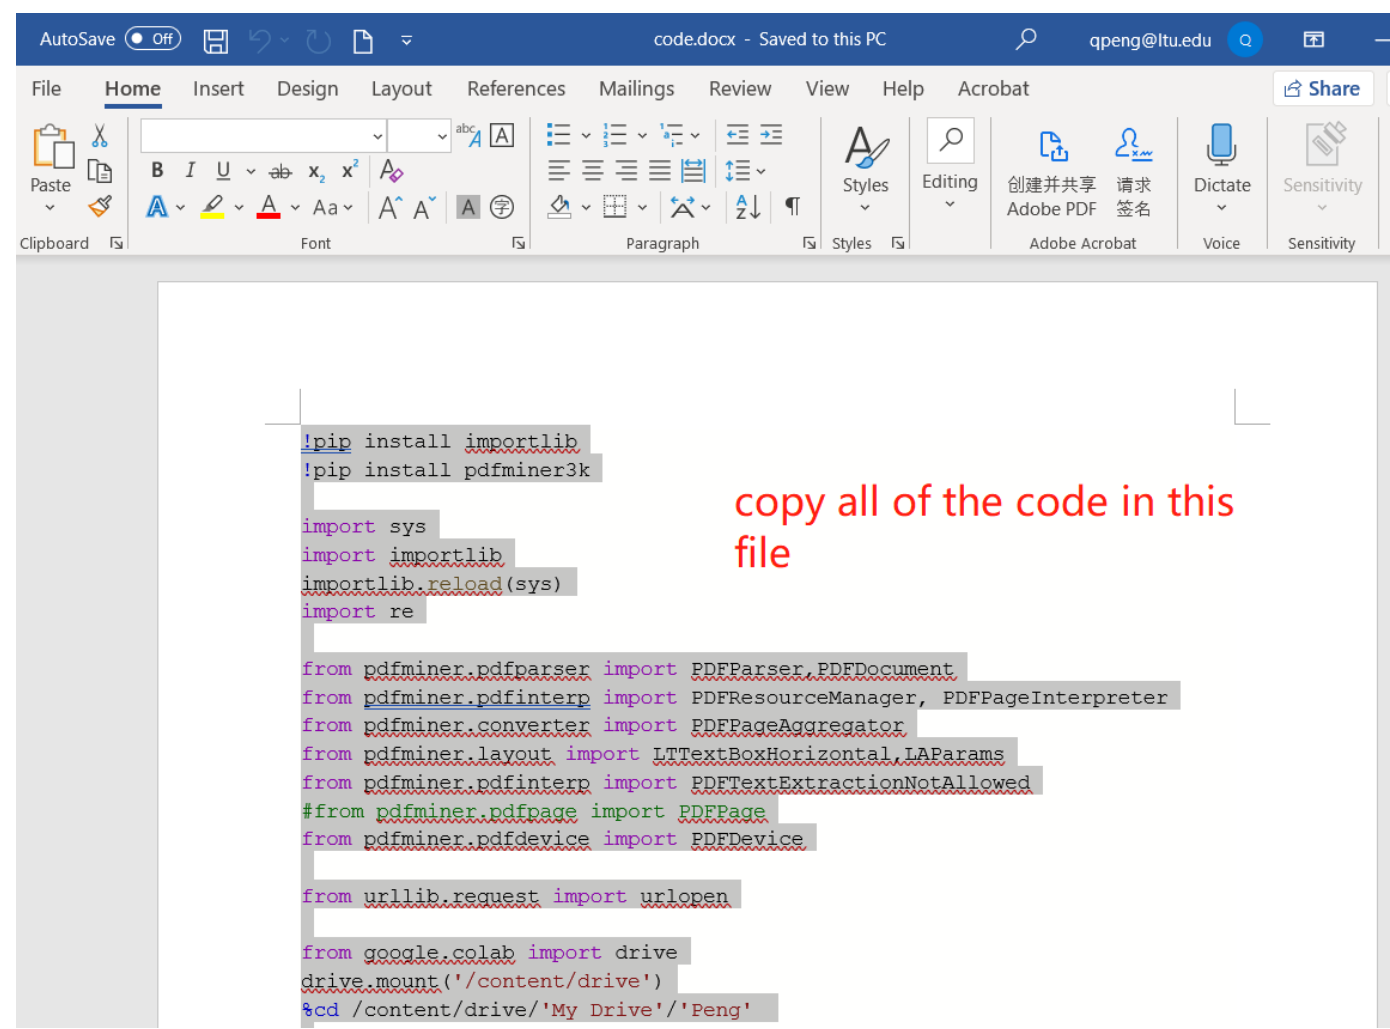 AutoSave Off code.docx - Saved to this PC qpeng@ltu.edu Q
File Home Insert Design Layout References Mailings Review View Help Acrobat Share
Paste
B I U ab x₂ x² A
Aa A A A 字
Styles
Editing
创建并共享
Adobe PDF
请求
签名
Dictate
Sensitivity
Clipboard Font Paragraph Styles Adobe Acrobat Voice Sensitivity
!pip install importlib
!pip install pdfminer3k
copy all of the code in this
file
import sys
import importlib
importlib.reload(sys)
import re
from pdfminer.pdfparser import PDFParser,PDFDocument
from pdfminer.pdfinterp import PDFResourceManager, PDFPageInterpreter
from pdfminer.converter import PDFPageAggregator
from pdfminer.layout import LTTextBoxHorizontal,LAParams
from pdfminer.pdfinterp import PDFTextExtractionNotAllowed
#from pdfminer.pdfpage import PDFPage
from pdfminer.pdfdevice import PDFDevice
from urllib.request import urlopen
from google.colab import drive
drive.mount('/content/drive')
%cd /content/drive/'My Drive'/'Peng'